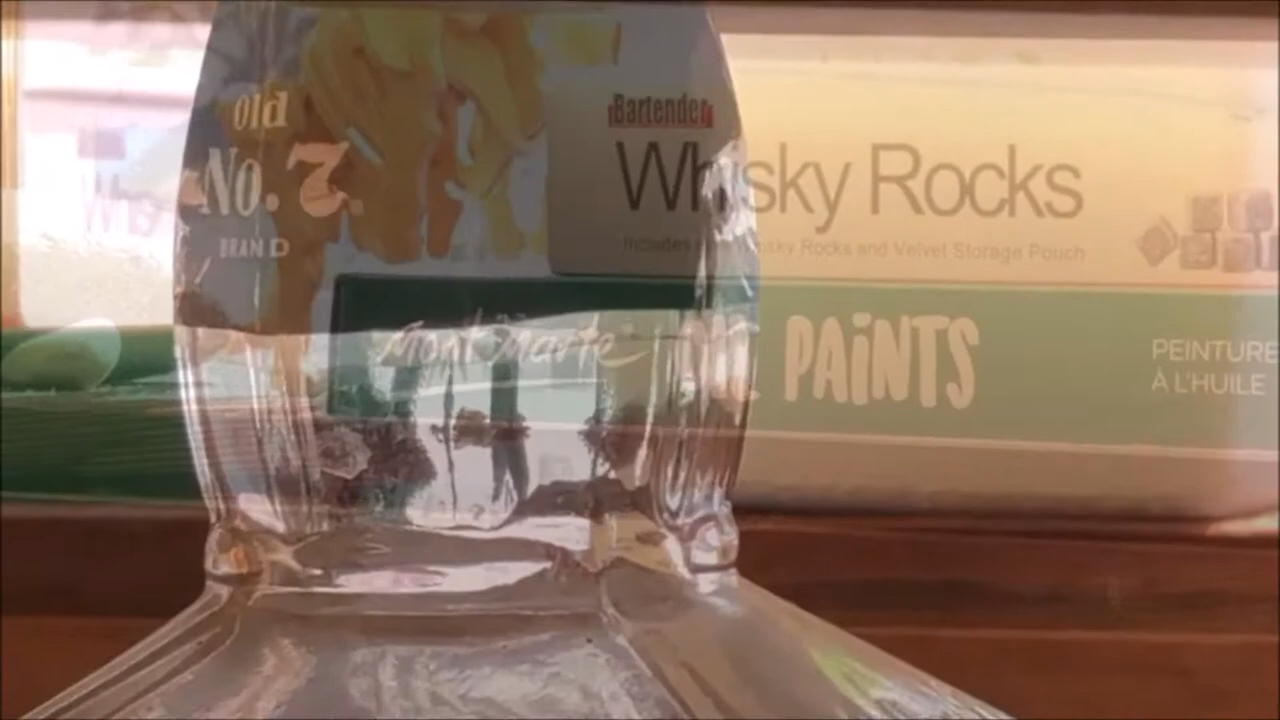 Old
No. 7
BRAND
Bartender
Whisky Rocks
Includes Whisky Rocks and Velvet Storage Pouch
Mont Marte
OIL PAiNTS
PEINTURE
À L'HUILE